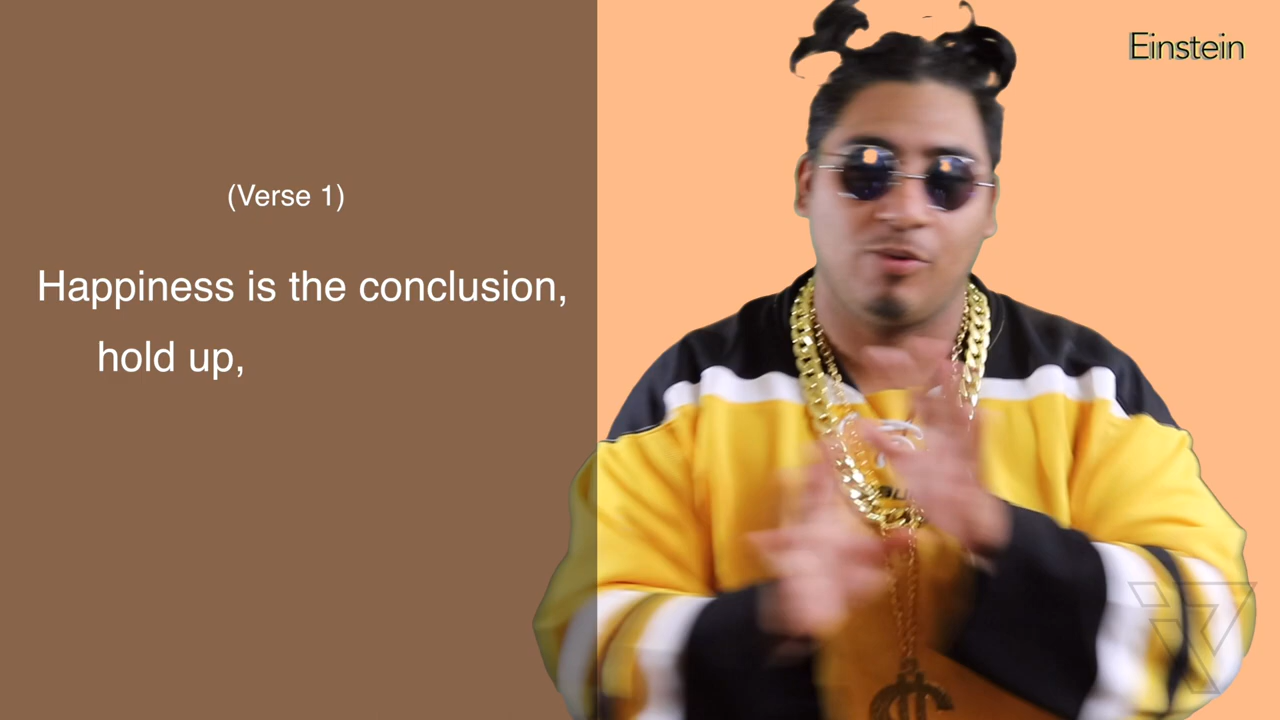 Einstein
(Verse 1)
Happiness is the conclusion,
hold up,